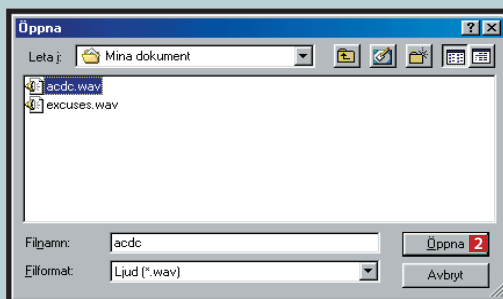 Öppna
Leta i: Mina dokument
acdc.wav
excuses.wav
Filnamn: acdc Öppna 2
Filformat: Ljud (*.wav) Avbryt